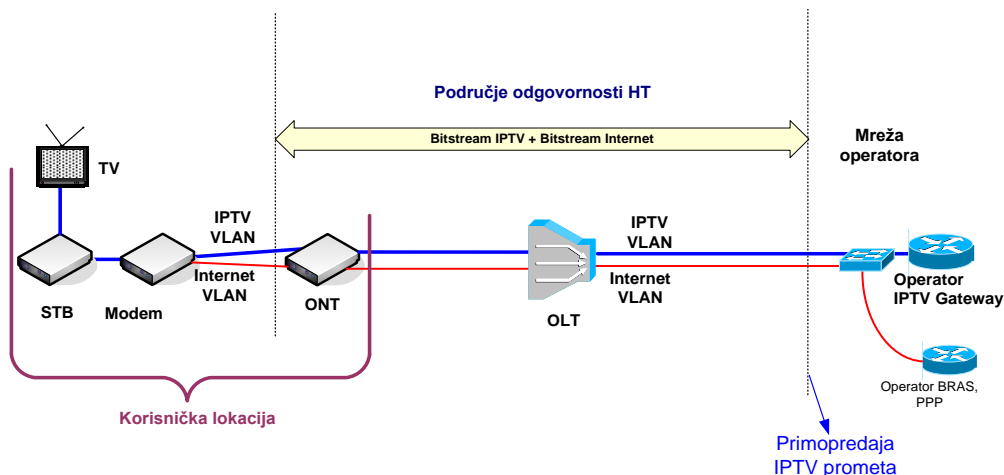 Područje odgovornosti HT
Bitstream IPTV + Bitstream Internet
Mreža
operatora
TV
IPTV
VLAN
Internet
VLAN
STB
Modem
ONT
OLT
IPTV
VLAN
Internet
VLAN
Operator
IPTV Gateway
Operator BRAS,
PPP
Korisnička lokacija
Primopredaja
IPTV prometa